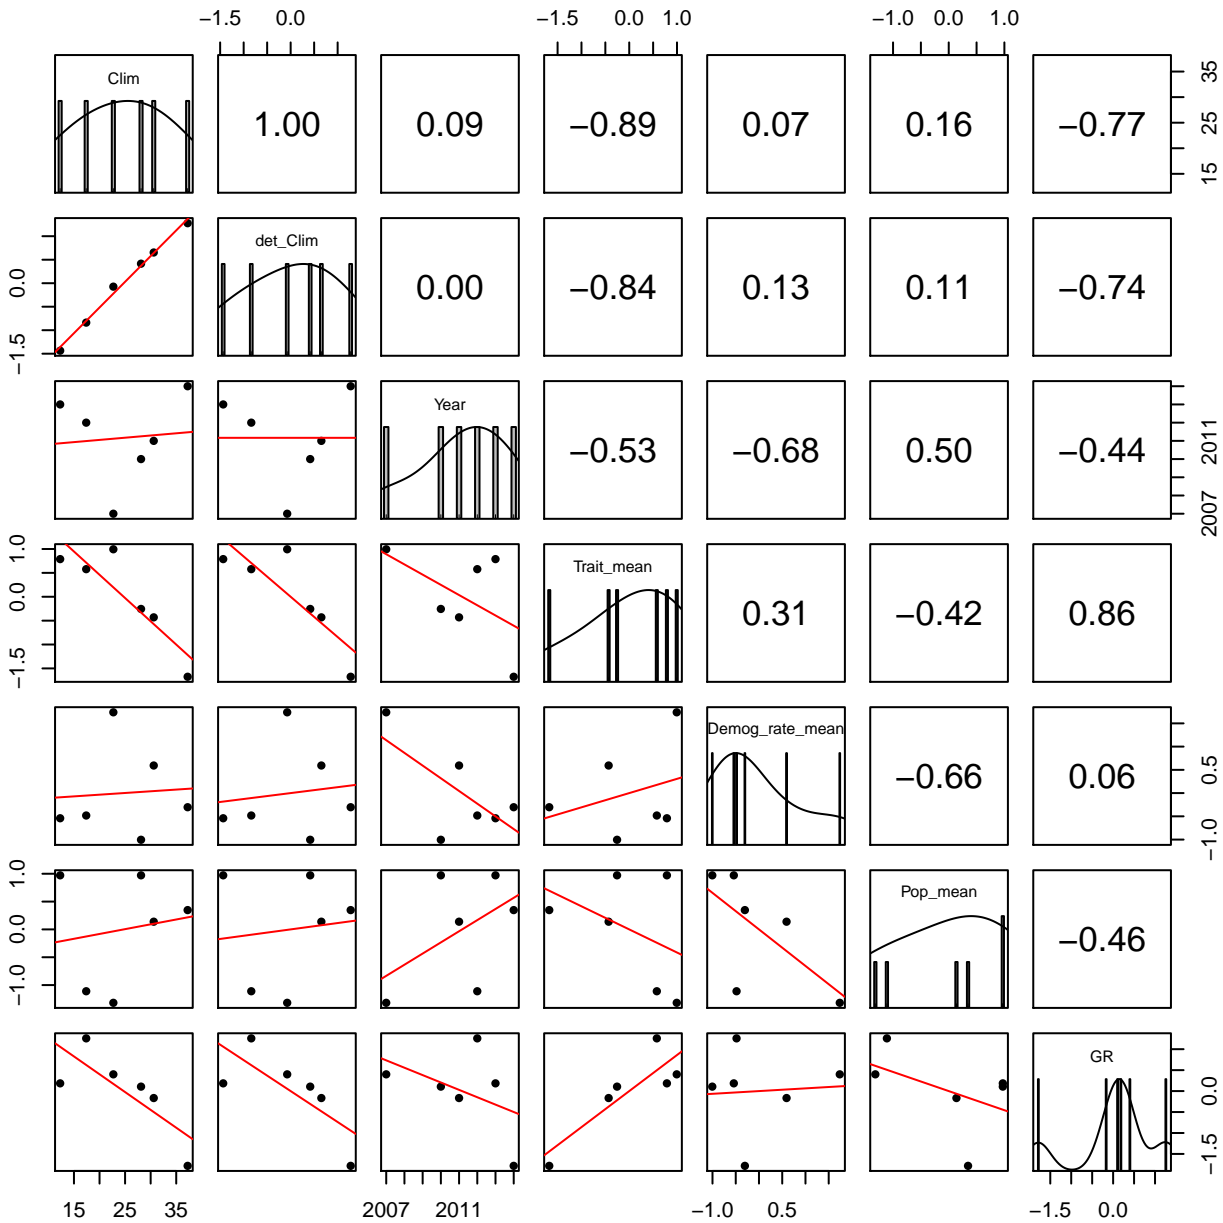 −1.5 0.0 −1.5 0.0 1.0 −1.0 0.0 1.0
Clim 1.00 0.09 −0.89 0.07 0.16 −0.77 15 25 35
−1.5 0.0 det_Clim 0.00 −0.84 0.13 0.11 −0.74
Year −0.53 −0.68 0.50 −0.44 2007 2011
−1.5 0.0 1.0 Trait_mean 0.31 −0.42 0.86
Demog_rate_mean −0.66 0.06 −1.0 0.5
−1.0 0.0 1.0 Pop_mean −0.46
GR −1.5 0.0
15 25 35 2007 2011 −1.0 0.5 −1.5 0.0